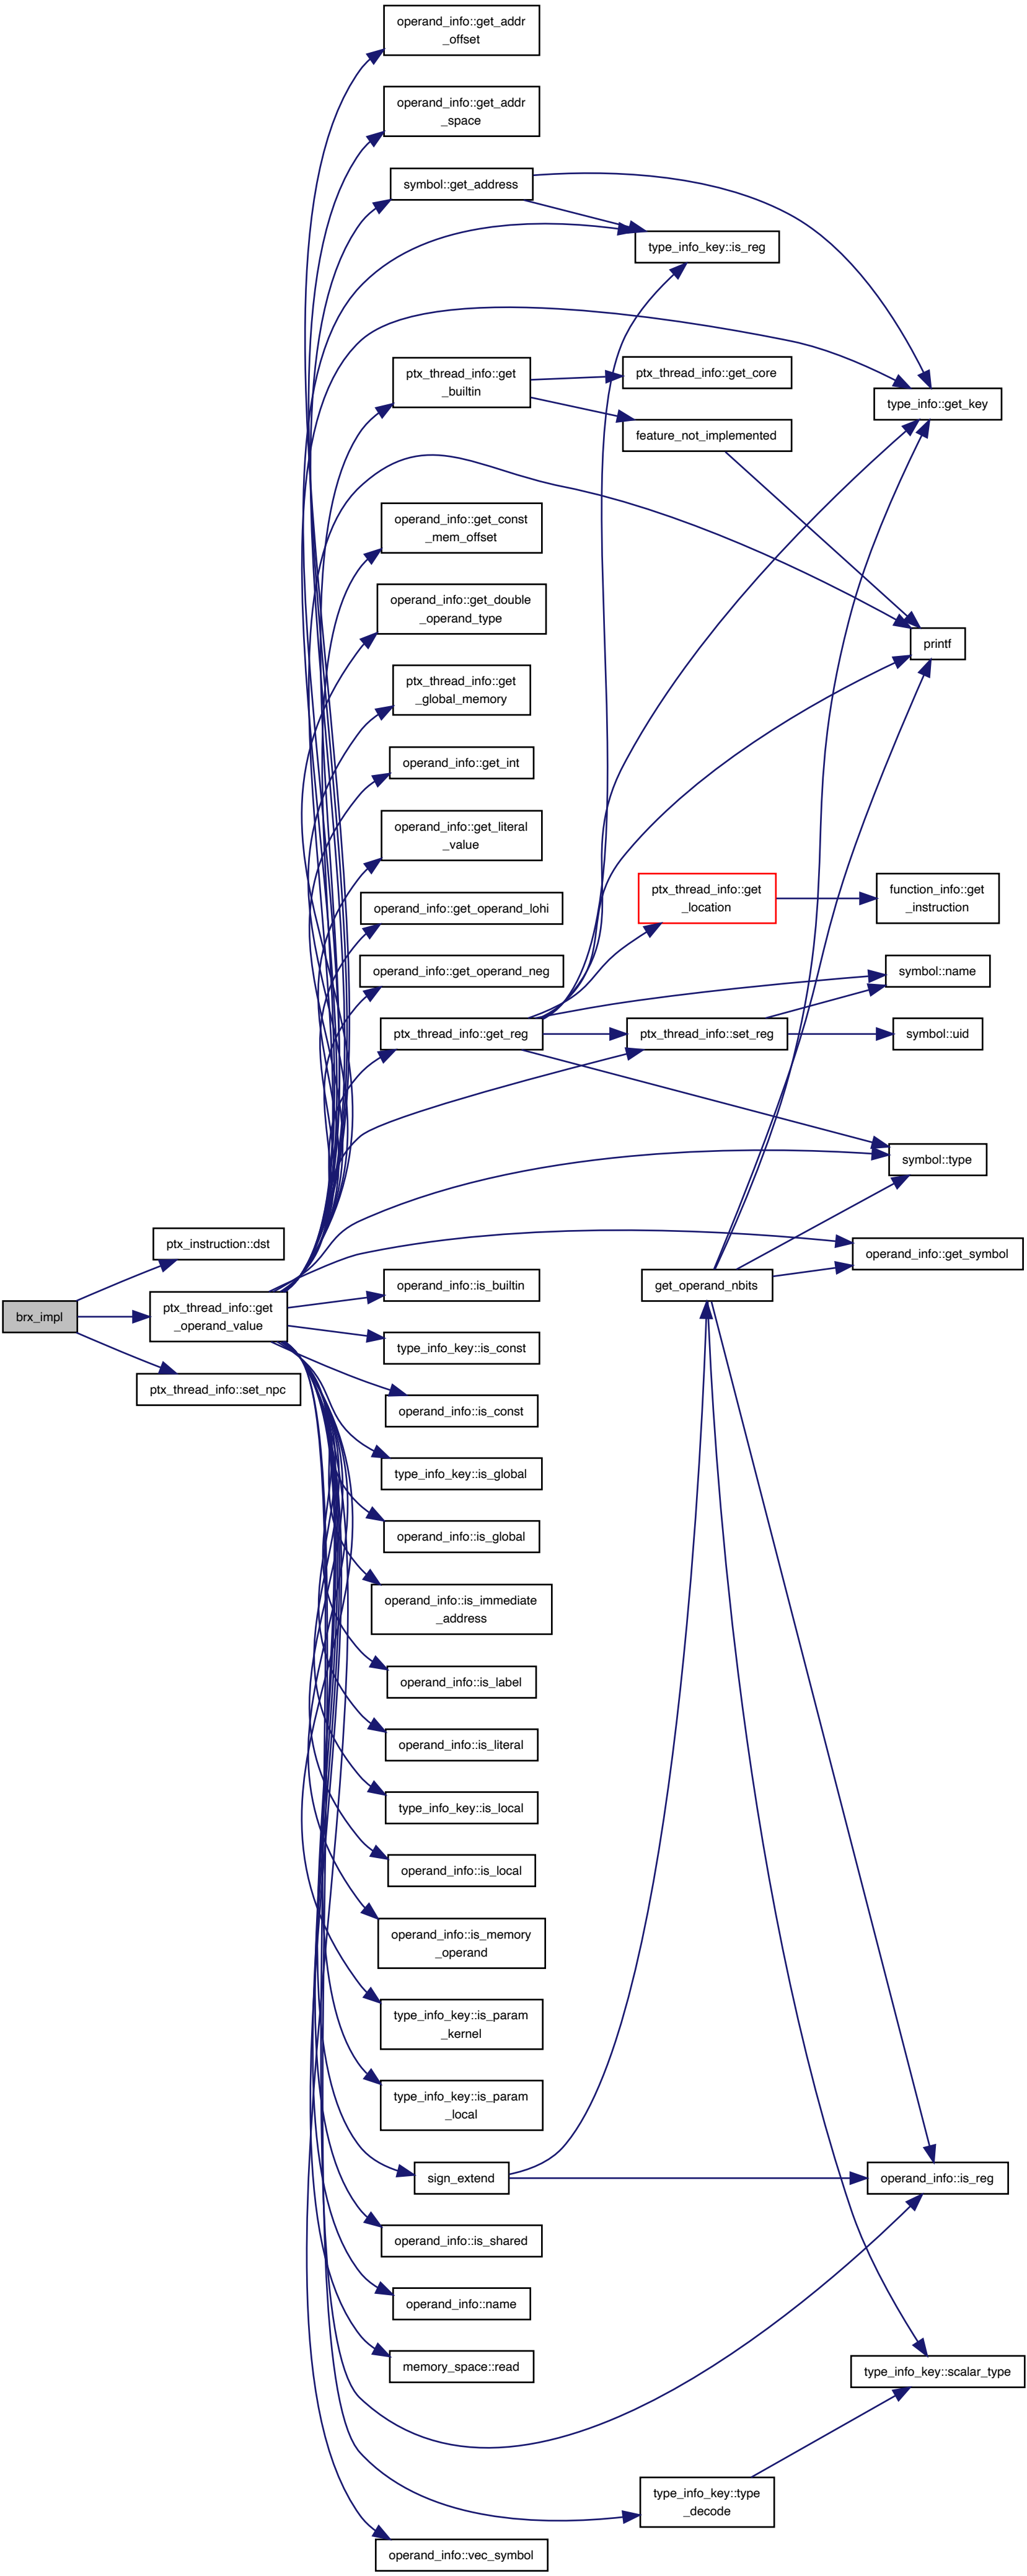 operand_info::get_addr
_offset
operand_info::get_addr
_space
symbol::get_address
type_info_key::is_reg
ptx_thread_info::get
_builtin
ptx_thread_info::get_core
type_info::get_key
feature_not_implemented
operand_info::get_const
_mem_offset
operand_info::get_double
_operand_type
printf
ptx_thread_info::get
_global_memory
operand_info::get_int
operand_info::get_literal
_value
ptx_thread_info::get
_location
function_info::get
_instruction
operand_info::get_operand_lohi
operand_info::get_operand_neg
symbol::name
ptx_thread_info::get_reg
ptx_thread_info::set_reg
symbol::uid
symbol::type
ptx_instruction::dst
operand_info::get_symbol
operand_info::is_builtin
get_operand_nbits
brx_impl
ptx_thread_info::get
_operand_value
type_info_key::is_const
ptx_thread_info::set_npc
operand_info::is_const
type_info_key::is_global
operand_info::is_global
operand_info::is_immediate
_address
operand_info::is_label
operand_info::is_literal
type_info_key::is_local
operand_info::is_local
operand_info::is_memory
_operand
type_info_key::is_param
_kernel
type_info_key::is_param
_local
sign_extend
operand_info::is_reg
operand_info::is_shared
operand_info::name
memory_space::read
type_info_key::scalar_type
type_info_key::type
_decode
operand_info::vec_symbol